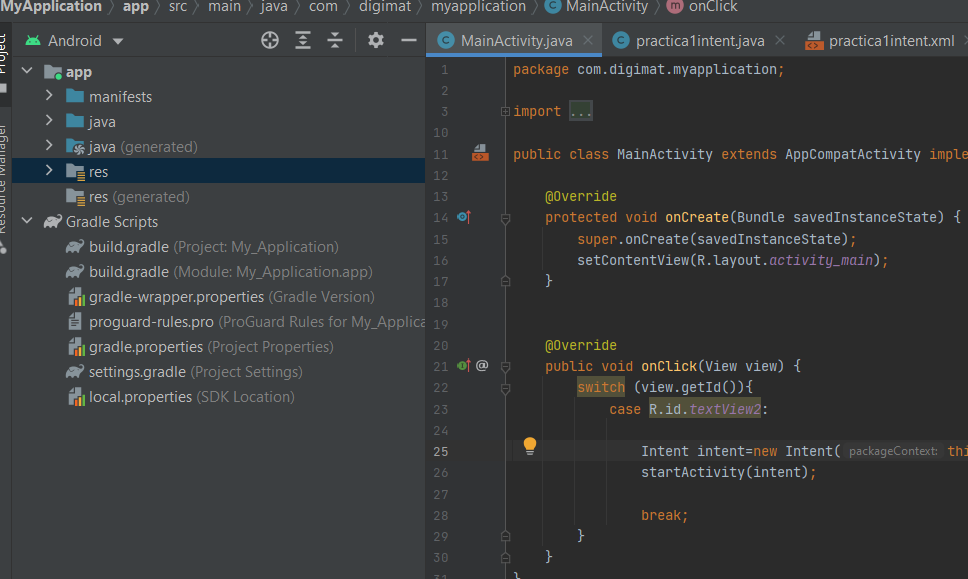 MyApplication app src main java com digimat myapplication MainActivity onClick
Project
Resource Manager
Android
app
manifests
java
java (generated)
res
res (generated)
Gradle Scripts
build.gradle (Project: My_Application)
build.gradle (Module: My_Application.app)
gradle-wrapper.properties (Gradle Version)
proguard-rules.pro (ProGuard Rules for My_Applica
gradle.properties (Project Properties)
settings.gradle (Project Settings)
local.properties (SDK Location)
MainActivity.java practica1intent.java practica1intent.xml
1 package com.digimat.myapplication;
2
3 import ...
10
11 public class MainActivity extends AppCompatActivity imple
12
13 @Override
14 protected void onCreate(Bundle savedInstanceState) {
15 super.onCreate(savedInstanceState);
16 setContentView(R.layout.activity_main);
17 }
18
19
20 @Override
21 @ public void onClick(View view) {
22 switch (view.getId()){
23 case R.id.textView2:
24
25 Intent intent=new Intent( packageContext: thi
26 startActivity(intent);
27
28 break;
29 }
30 }
31 }